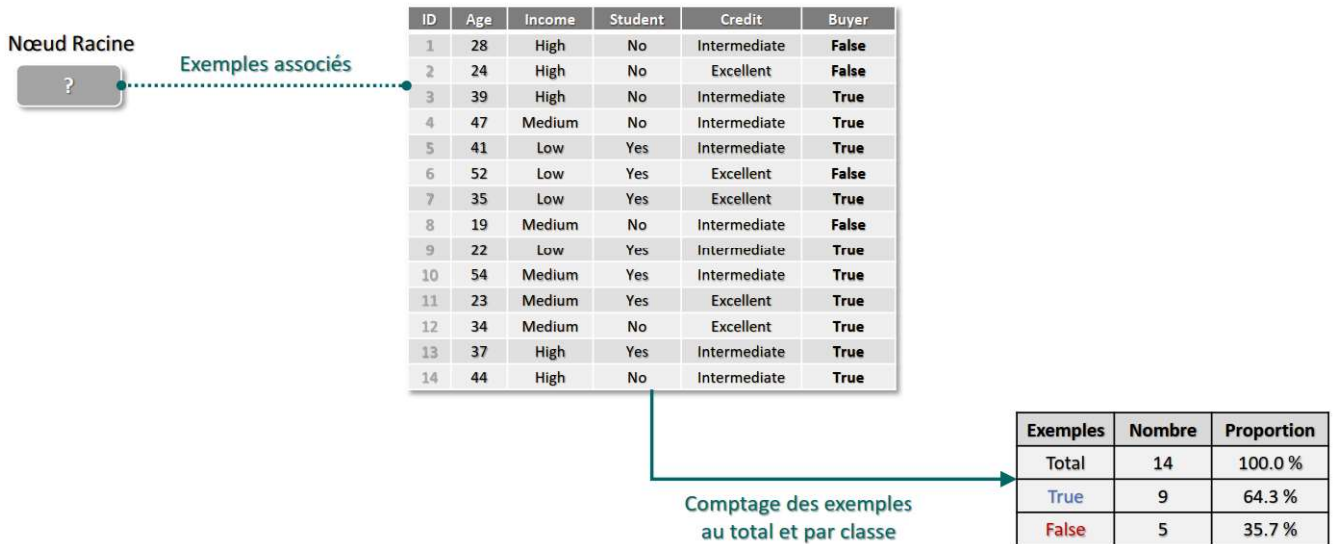 Nœud Racine
?
Exemples associés
ID Age Income Student Credit Buyer
1 28 High No Intermediate False
2 24 High No Excellent False
3 39 High No Intermediate True
4 47 Medium No Intermediate True
5 41 Low Yes Intermediate True
6 52 Low Yes Excellent False
7 35 Low Yes Excellent True
8 19 Medium No Intermediate False
9 22 Low Yes Intermediate True
10 54 Medium Yes Intermediate True
11 23 Medium Yes Excellent True
12 34 Medium No Excellent True
13 37 High Yes Intermediate True
14 44 High No Intermediate True
Comptage des exemples
au total et par classe
Exemples Nombre Proportion
Total 14 100.0 %
True 9 64.3 %
False 5 35.7 %